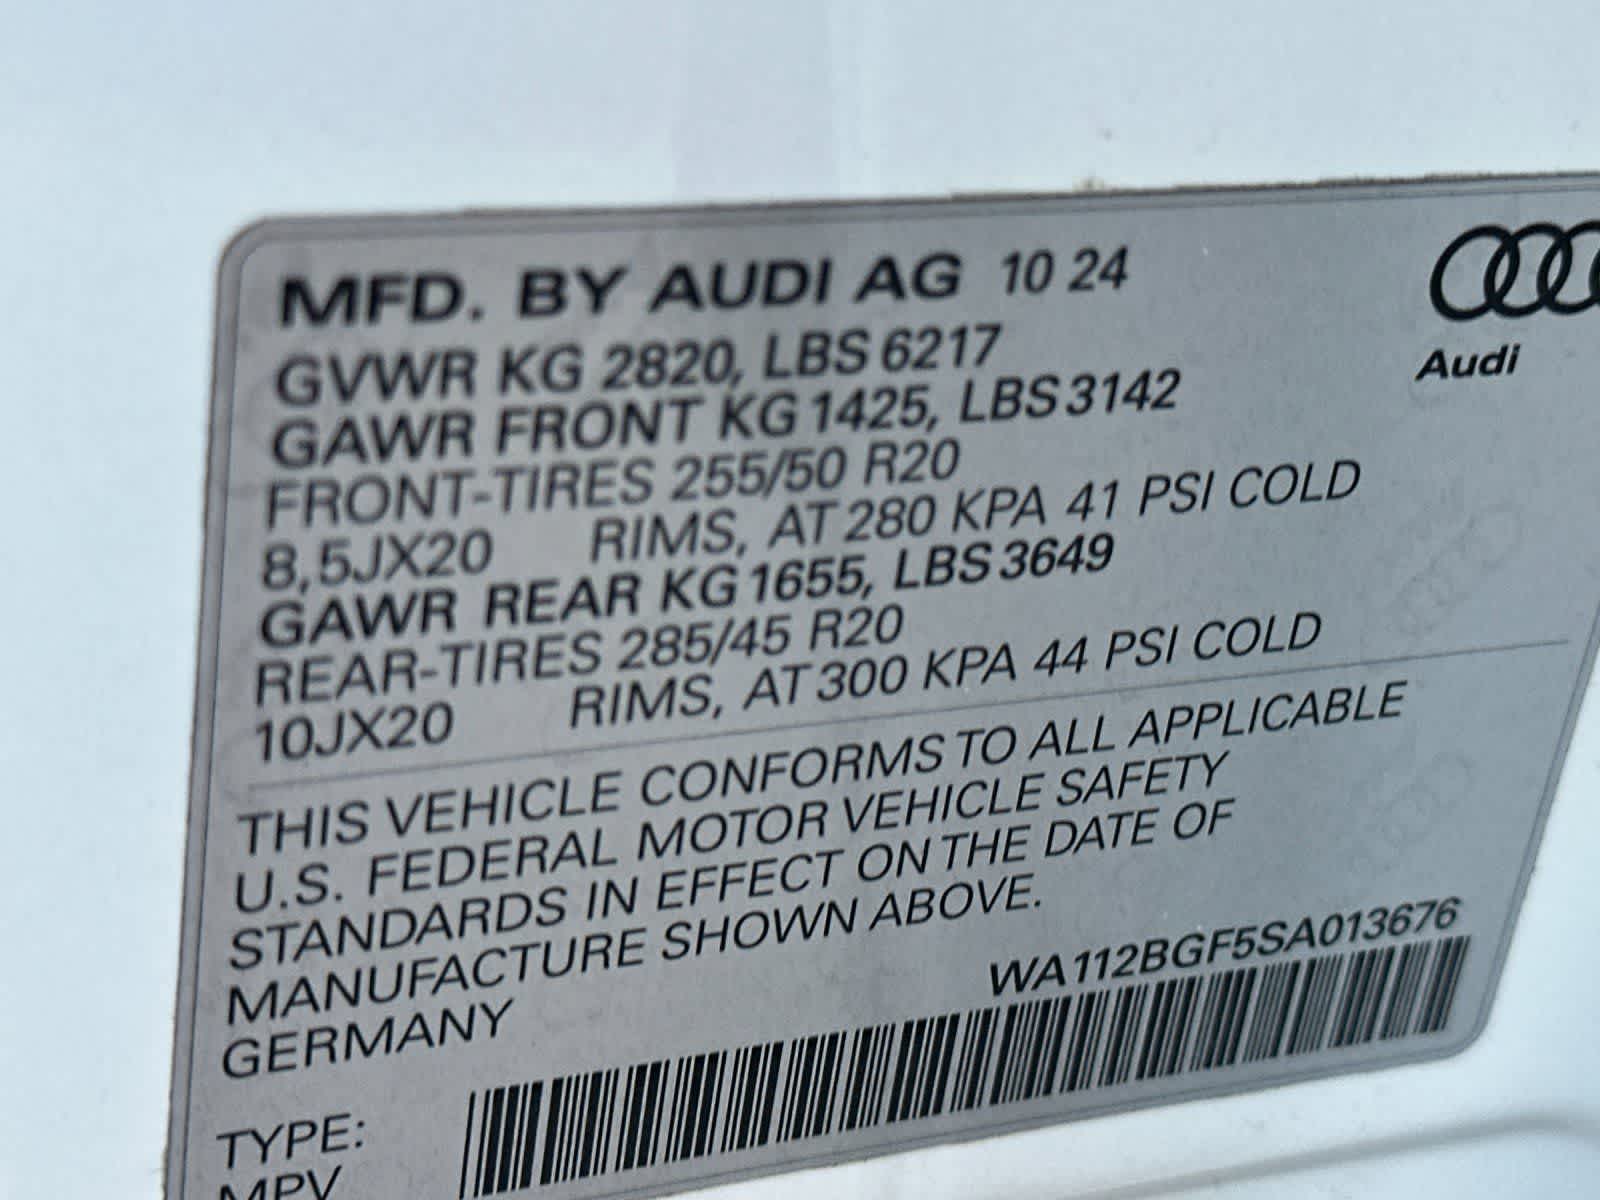 MFD. BY AUDI AG 10 24
GVWR KG 2820, LBS 6217
GAWR FRONT KG 1425, LBS 3142
FRONT-TIRES 255/50 R20
8,5JX20 RIMS, AT 280 KPA 41 PSI COLD
GAWR REAR KG 1655, LBS 3649
REAR-TIRES 285/45 R20
10JX20 RIMS, AT 300 KPA 44 PSI COLD
THIS VEHICLE CONFORMS TO ALL APPLICABLE
U.S. FEDERAL MOTOR VEHICLE SAFETY
STANDARDS IN EFFECT ON THE DATE OF
MANUFACTURE SHOWN ABOVE.
GERMANY
WA112BGF5SA013676
TYPE:
MPV
Audi